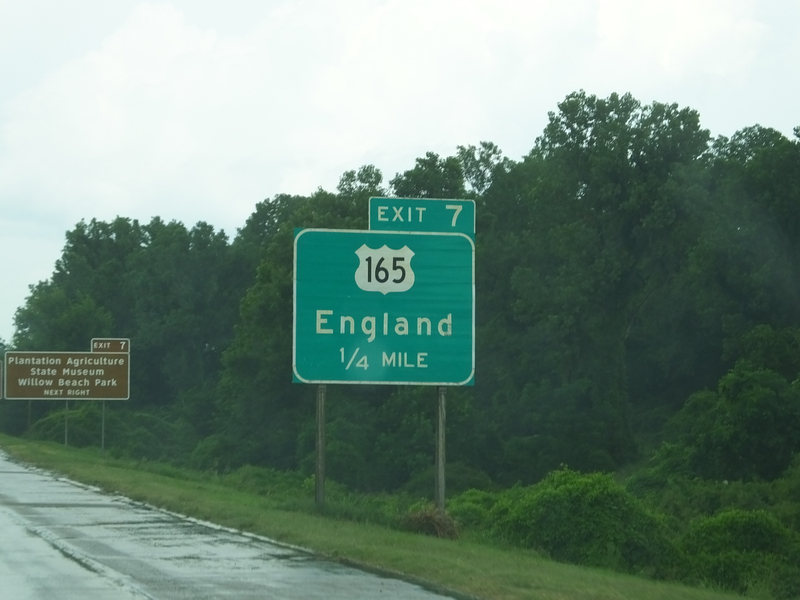 EXIT 7
165
England
1/4 MILE
EXIT 7
Plantation Agriculture
State Museum
Willow Beach Park
NEXT RIGHT